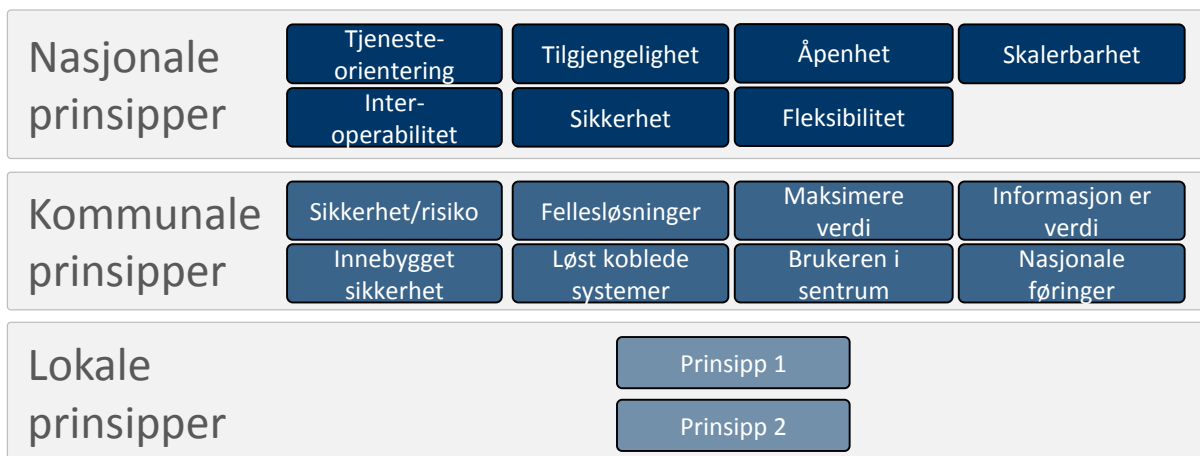 Nasjonale
prinsipper
Tjeneste-
orientering
Tilgjengelighet
Åpenhet
Skalerbarhet
Inter-
operabilitet
Sikkerhet
Fleksibilitet
Kommunale
prinsipper
Sikkerhet/risiko
Fellesløsninger
Maksimere
verdi
Informasjon er
verdi
Innebygget
sikkerhet
Løst koblede
systemer
Brukeren i
sentrum
Nasjonale
føringer
Lokale
prinsipper
Prinsipp 1
Prinsipp 2